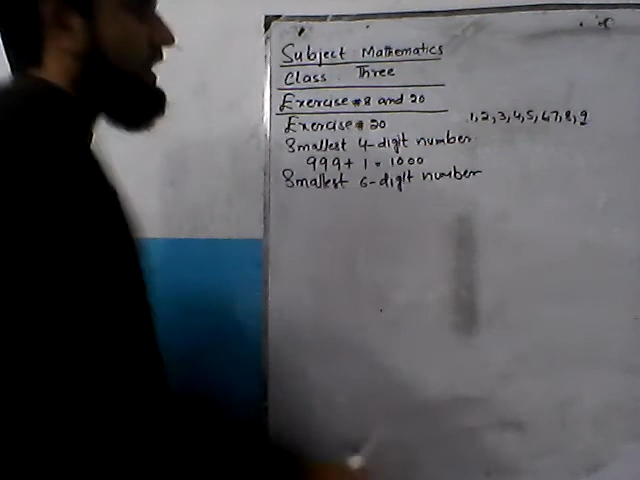 Subject: Mathematics
Class: Three
Exercise #8 and 20
Exercise# 20
1,2,3,4,5,6,7,8,9
Smallest 4-digit number
999+1=1000
Smallest 6-digit number